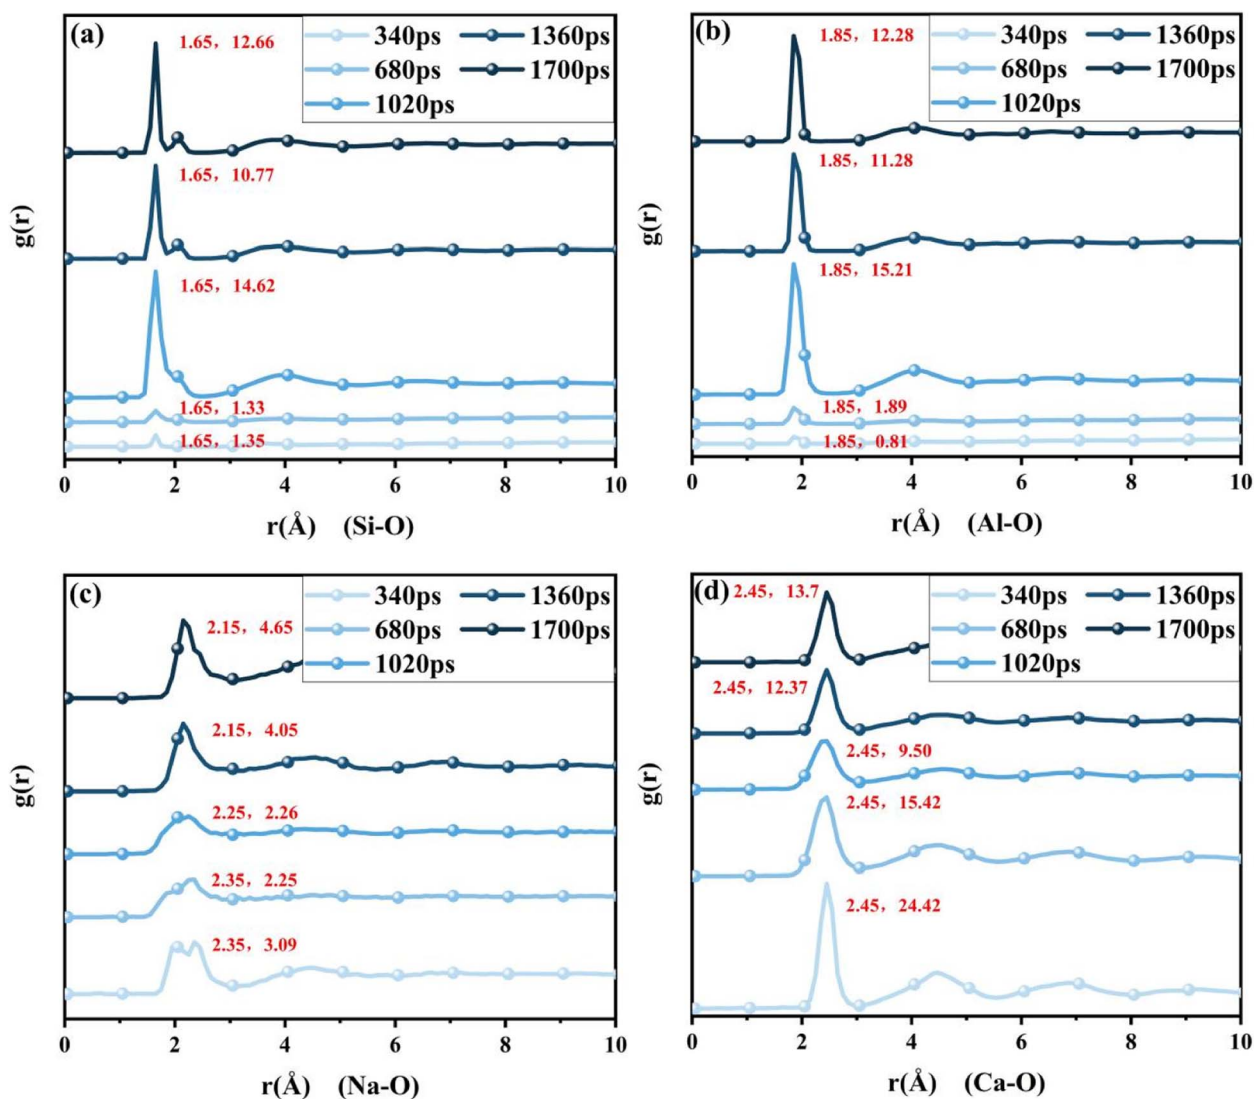 (a)
340ps 1360ps
680ps 1700ps
1020ps
1.65，12.66
1.65，10.77
1.65，14.62
1.65，1.33
1.65，1.35
g(r)
0 2 4 6 8 10
r(Å) (Si-O)
(b)
340ps 1360ps
680ps 1700ps
1020ps
1.85，12.28
1.85，11.28
1.85，15.21
1.85，1.89
1.85，0.81
g(r)
0 2 4 6 8 10
r(Å) (Al-O)
(c)
340ps 1360ps
680ps 1700ps
1020ps
2.15，4.65
2.15，4.05
2.25，2.26
2.35，2.25
2.35，3.09
g(r)
0 2 4 6 8 10
r(Å) (Na-O)
(d)
340ps 1360ps
680ps 1700ps
1020ps
2.45，13.7
2.45，12.37
2.45，9.50
2.45，15.42
2.45，24.42
g(r)
0 2 4 6 8 10
r(Å) (Ca-O)